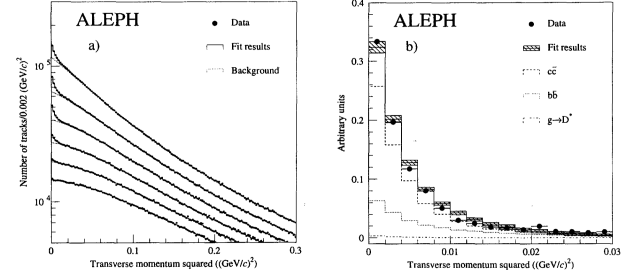 ALEPH
a)
Data
Fit results
Background
Number of tracks/0.002 (GeV/c)²
10⁵
10⁴
0
0.1
0.2
0.3
Transverse momentum squared ((GeV/c)²)
ALEPH
b)
Data
Fit results
cc̄
bb̄
g→D*
Arbitrary units
0.4
0.3
0.2
0.1
0
0
0.01
0.02
0.03
Transverse momentum squared ((GeV/c)²)